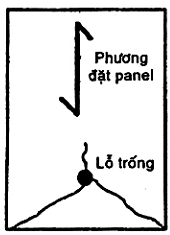 Phương
đặt panel
Lỗ trống